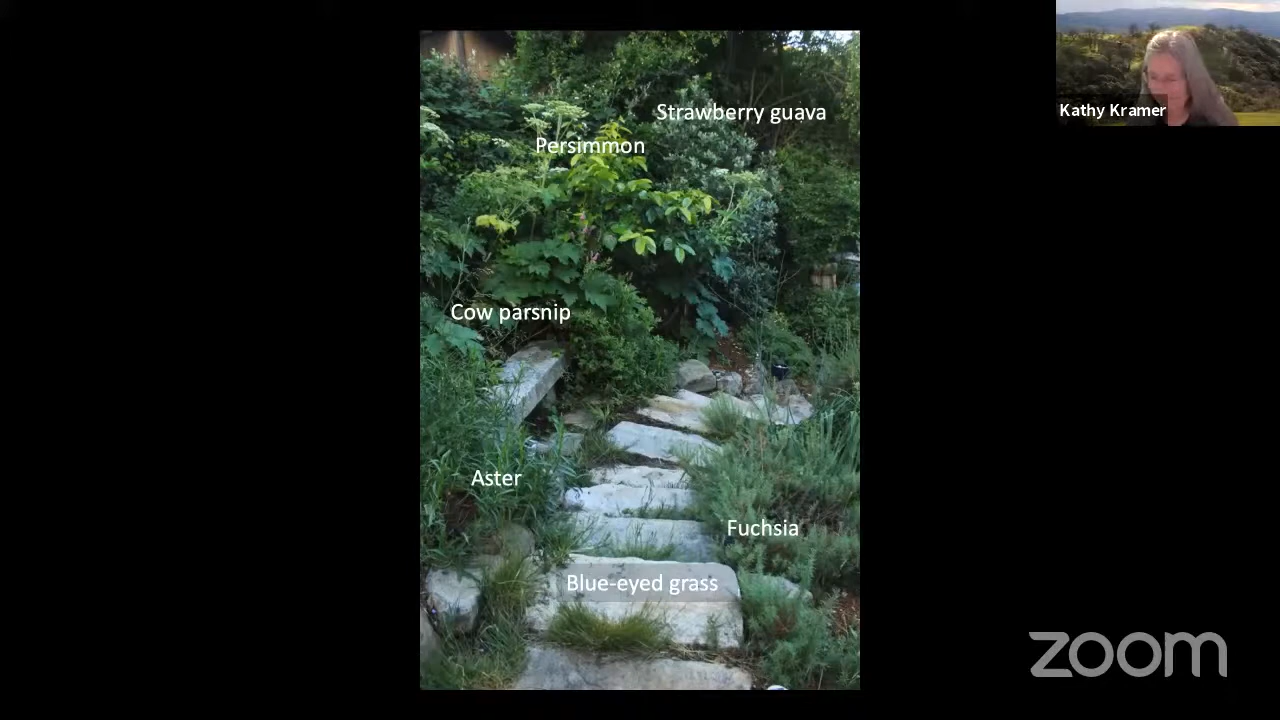 Strawberry guava
Persimmon
Kathy Kramer
Cow parsnip
Aster
Fuchsia
Blue-eyed grass
zoom